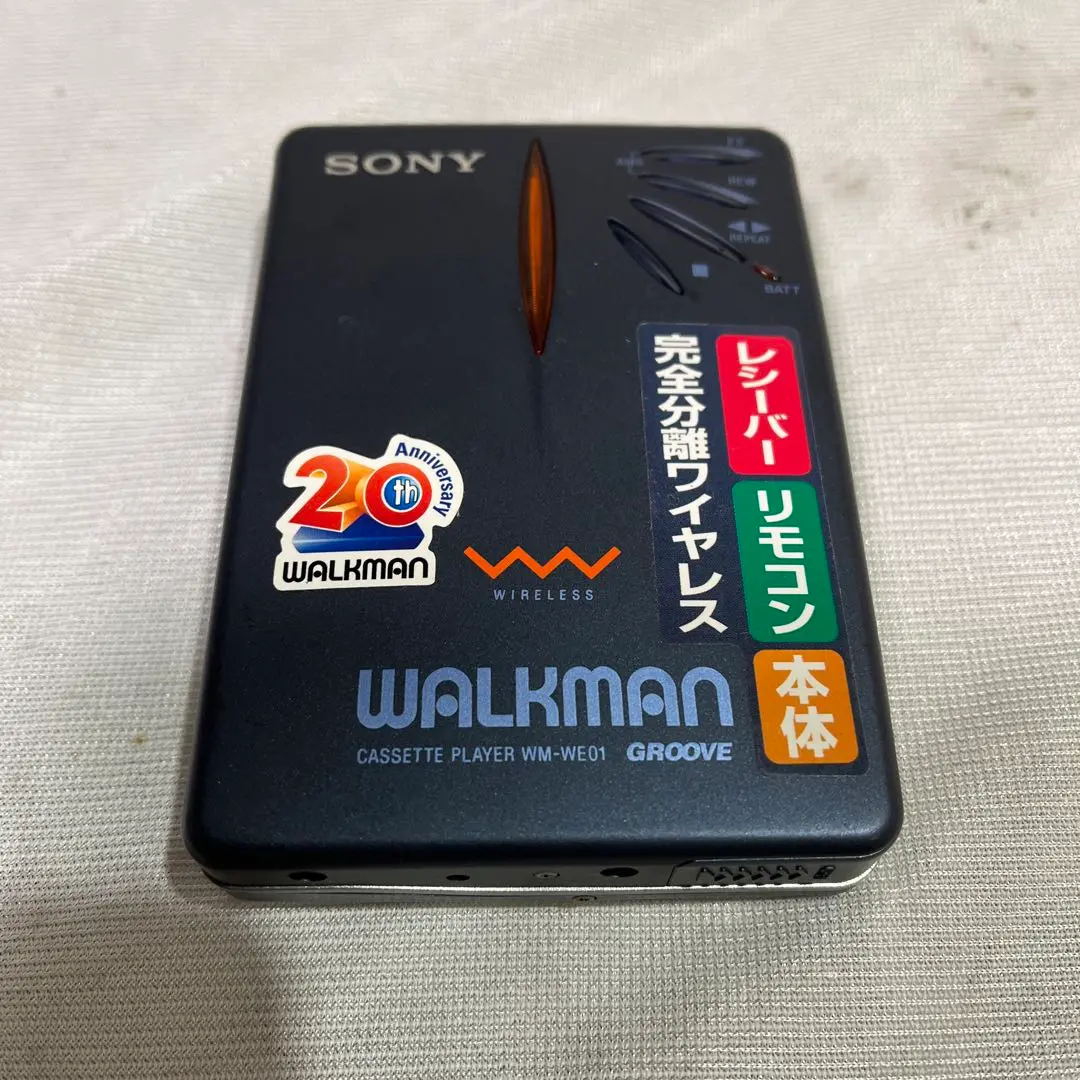 SONY
FF
AMS
REW
REPEAT
BATT
完全分離ワイヤレス
レシーバー
リモコン
本体
20th
Anniversary
WALKMAN
WIRELESS
WALKMAN
CASSETTE PLAYER WM-WE01 GROOVE